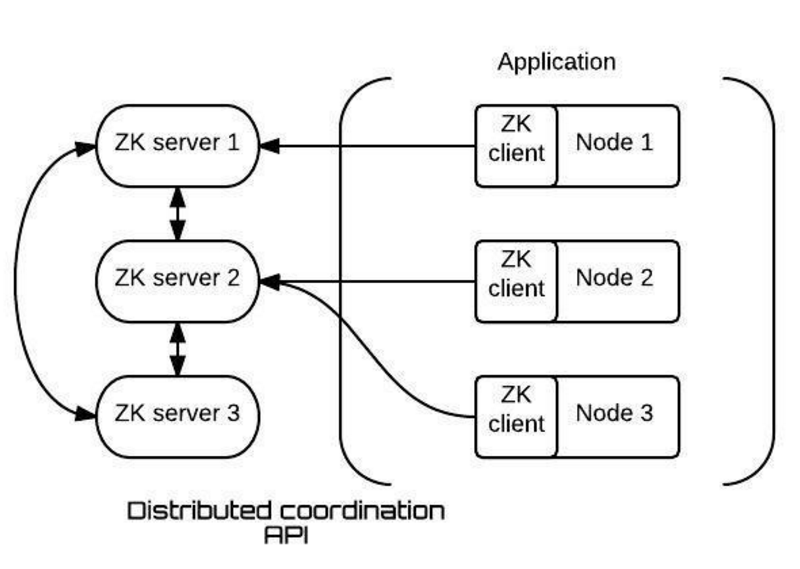 Application
ZK server 1
ZK
client
Node 1
ZK server 2
ZK
client
Node 2
ZK server 3
ZK
client
Node 3
Distributed coordination
API